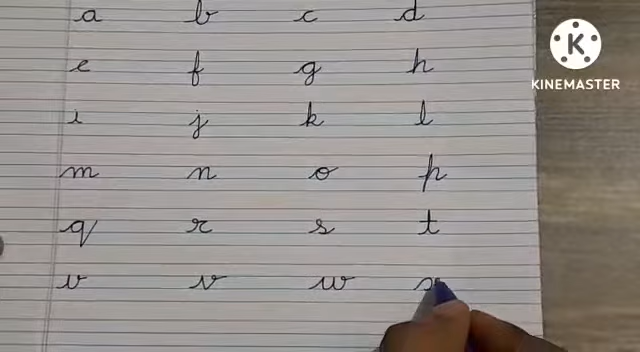 a b c d
K
e f g h
KINEMASTER
i j k l
m n o p
q r s t
u v w